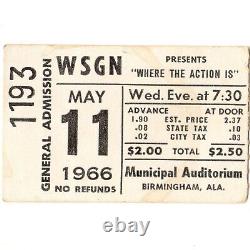 1193
GENERAL ADMISSION
WSGN
PRESENTS
"WHERE THE ACTION IS"
MAY
11
1966
NO REFUNDS
Wed. Eve. at 7:30
ADVANCE AT DOOR
1.90 EST. PRICE 2.37
.08 STATE TAX .10
.02 CITY TAX .03
$2.00 TOTAL $2.50
Municipal Auditorium
BIRMINGHAM, ALA.